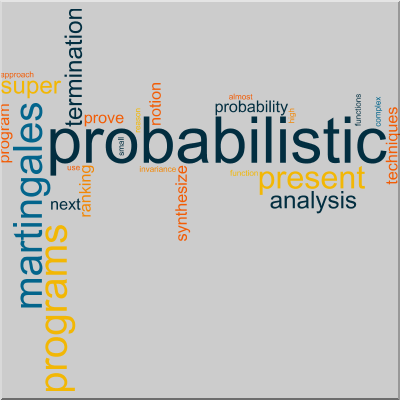 approach
super
termination
program
prove
notion
almost
probability
high
functions
complex
techniques
probabilistic
small
martingales
use
ranking
invariance
synthesize
function
present
analysis
next
programs